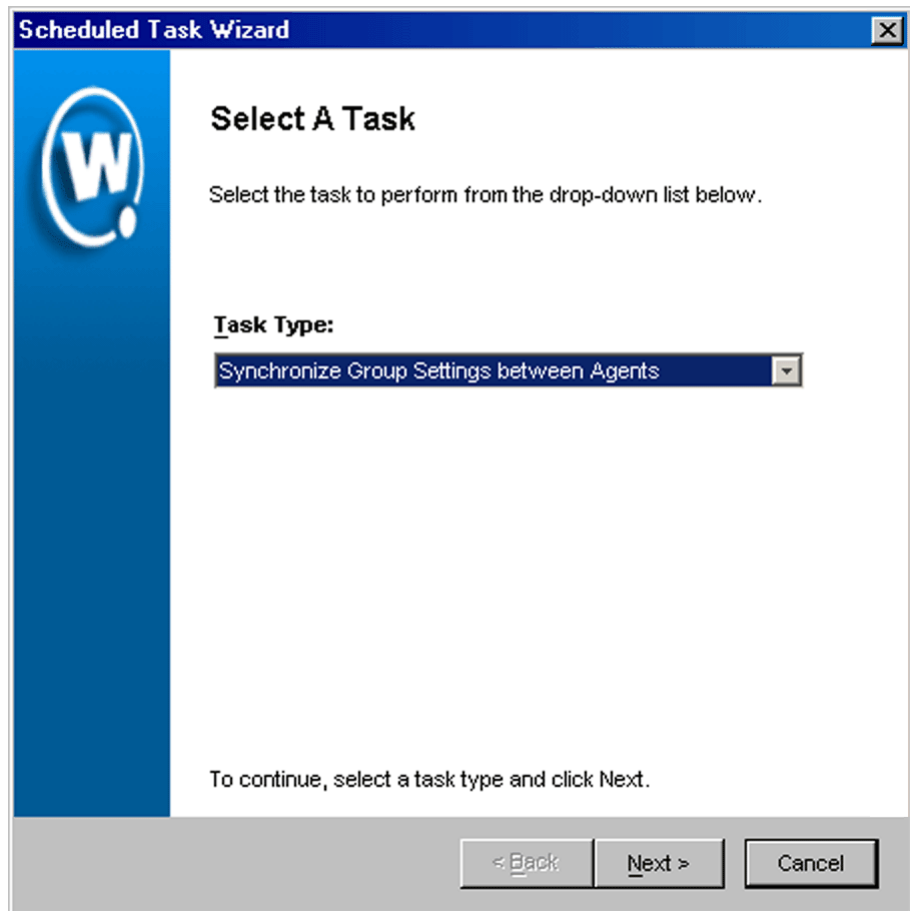 Scheduled Task Wizard
W
Select A Task
Select the task to perform from the drop-down list below.
Task Type:
Synchronize Group Settings between Agents
To continue, select a task type and click Next.
< Back Next > Cancel